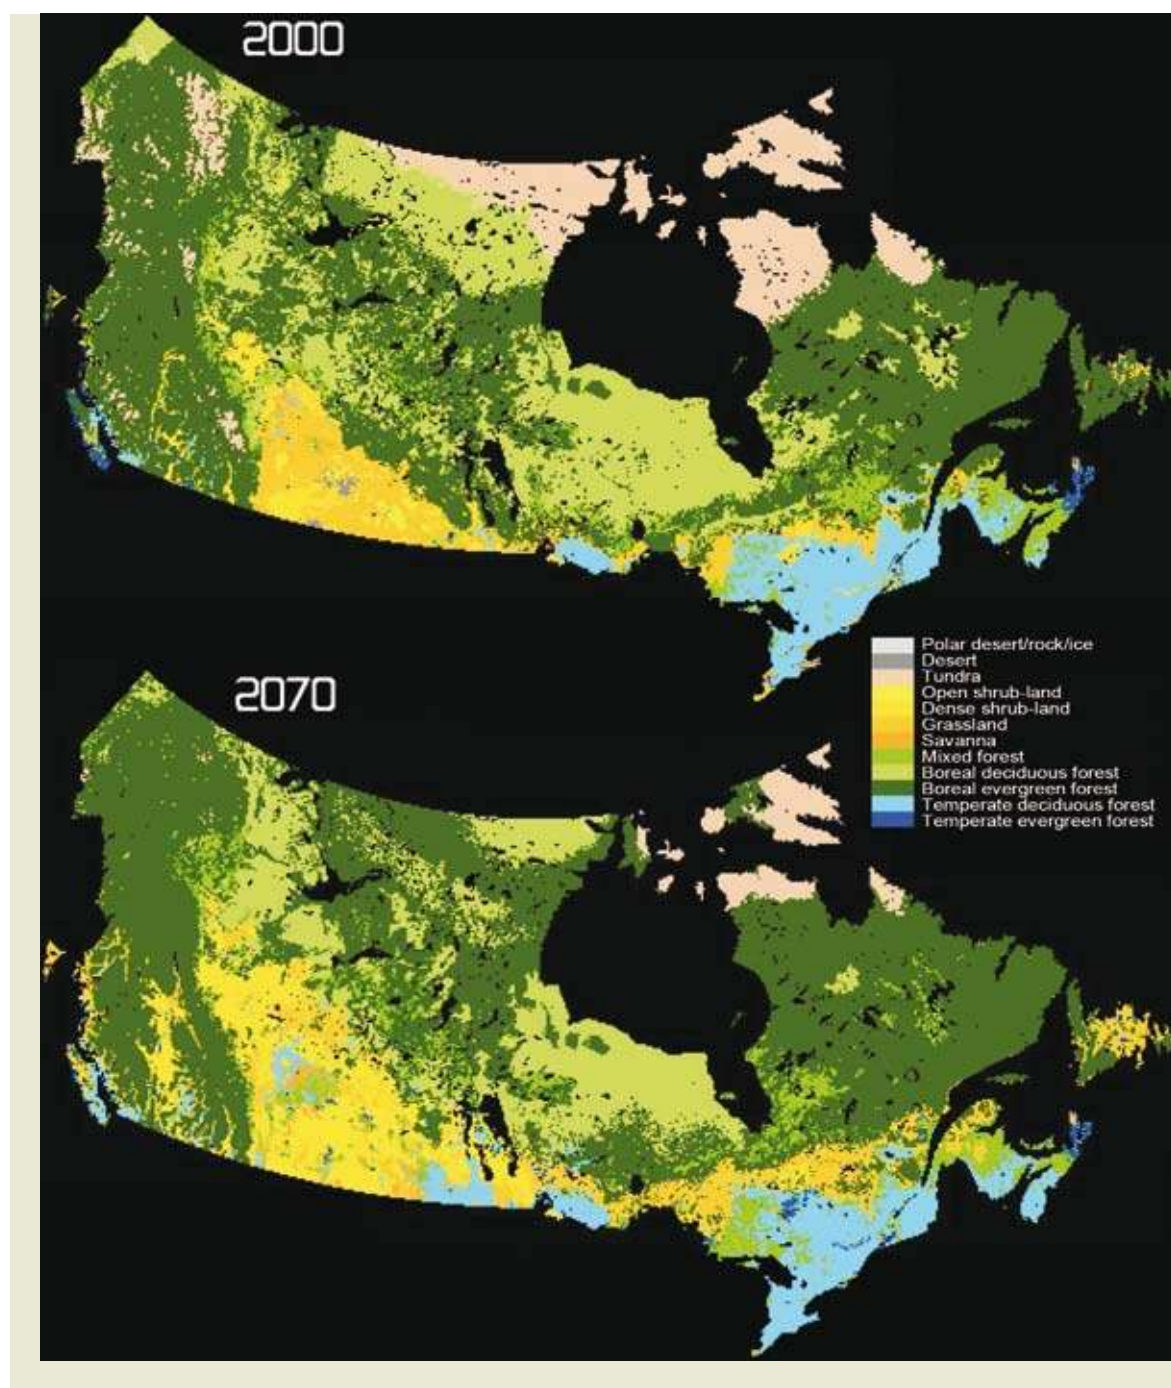 2000
Polar desert/rock/ice
Desert
Tundra
Open shrub-land
Dense shrub-land
Grassland
Savanna
Mixed forest
Boreal deciduous forest
Boreal evergreen forest
Temperate deciduous forest
Temperate evergreen forest
2070